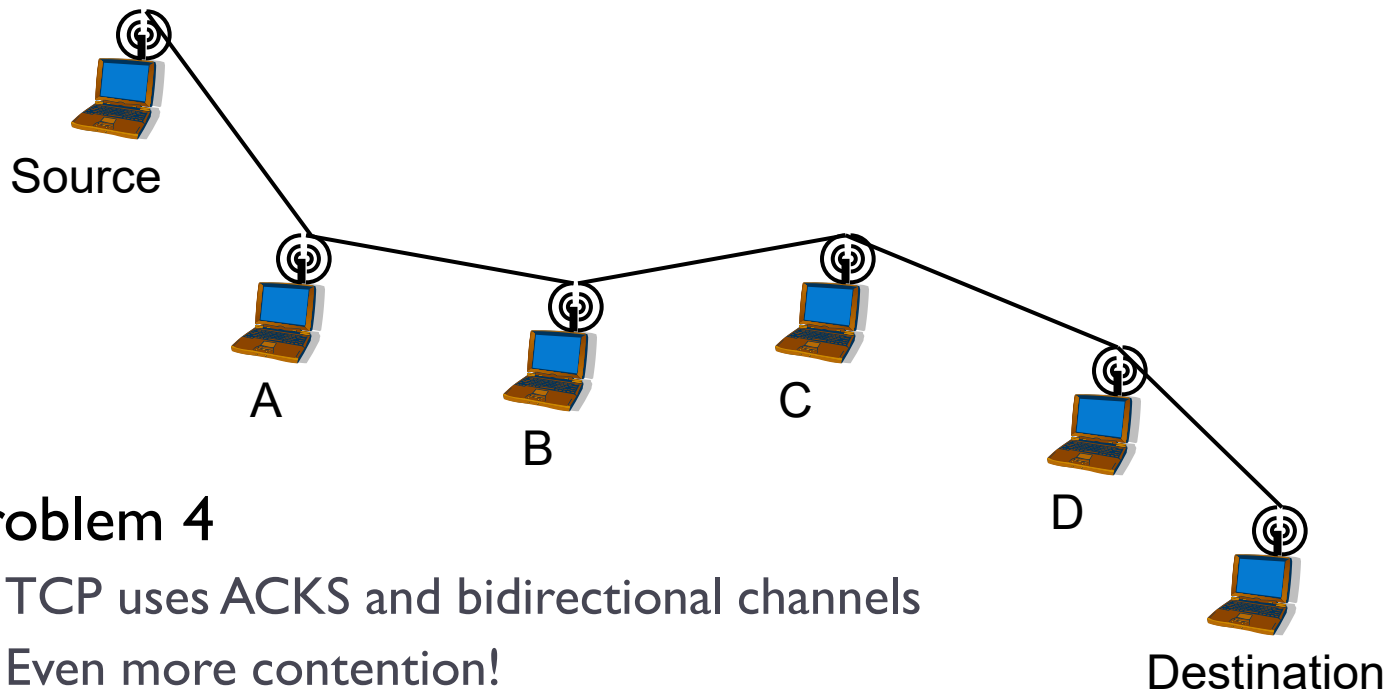 Source
A
B
C
D
Destination
roblem 4
TCP uses ACKS and bidirectional channels
Even more contention!